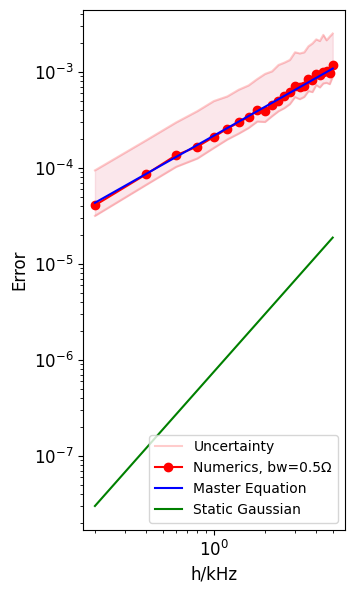 10⁻³
10⁻⁴
10⁻⁵
10⁻⁶
10⁻⁷
Error
Uncertainty
Numerics, bw=0.5Ω
Master Equation
Static Gaussian
10⁰
h/kHz